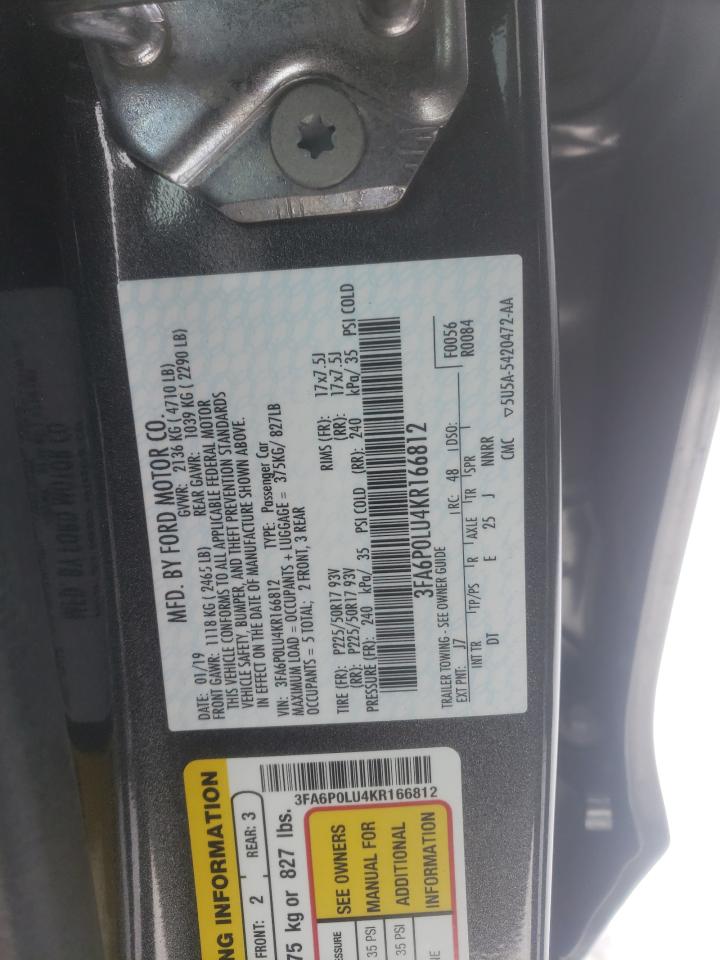 MFD. BY FORD MOTOR CO.
DATE: 01/19 GVWR: 2136 KG ( 4710 LB)
FRONT GAWR: 1118 KG ( 2465 LB) REAR GAWR: 1039 KG ( 2290 LB)
THIS VEHICLE CONFORMS TO ALL APPLICABLE FEDERAL MOTOR
VEHICLE SAFETY, BUMPER, AND THEFT PREVENTION STANDARDS
IN EFFECT ON THE DATE OF MANUFACTURE SHOWN ABOVE.
VIN: 3FA6P0LU4KR166812 TYPE: Passenger Car
MAXIMUM LOAD = OCCUPANTS + LUGGAGE = 375KG/ 827LB
OCCUPANTS = 5 TOTAL; 2 FRONT, 3 REAR
TIRE (FR): P225/50R17 93V RIMS (FR): 17x7.5J
(RR): P225/50R17 93V (RR): 17x7.5J
PRESSURE (FR): 240 kPa/ 35 PSI COLD (RR): 240 kPa/ 35 PSI COLD
3FA6P0LU4KR166812
TRAILER TOWING - SEE OWNER GUIDE F0056
EXT PNT: J7 RC: 48 DSO: R0084
INT TR TP/PS R AXLE TR SPR
DT E 25 J NNRR
CMC ▽5U5A-5420472-AA
NG INFORMATION
FRONT: 2 REAR: 3
3FA6P0LU4KR166812
75 kg or 827 lbs.
SEE OWNERS
MANUAL FOR
ADDITIONAL
INFORMATION
35 PSI
35 PSI